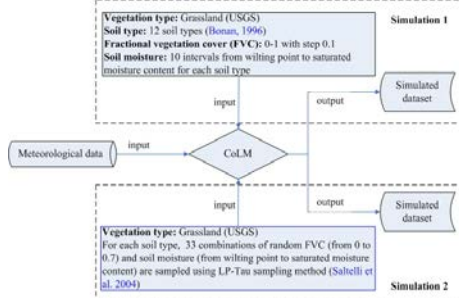 Vegetation type: Grassland (USGS)
Simulation 1
Soil type: 12 soil types (Bonan, 1996)
Fractional vegetation cover (FVC): 0-1 with step 0.1
Soil moisture: 10 intervals from wilting point to saturated
moisture content for each soil type
Simulated
dataset
input
output
Meteorological data
input
CoLM
input
output
Simulated
dataset
Vegetation type: Grassland (USGS)
For each soil type, 33 combinations of random FVC (from 0 to
0.7) and soil moisture (from wilting point to saturated moisture
content) are sampled using LP-Tau sampling method (Saltelli et
al. 2004)
Simulation 2